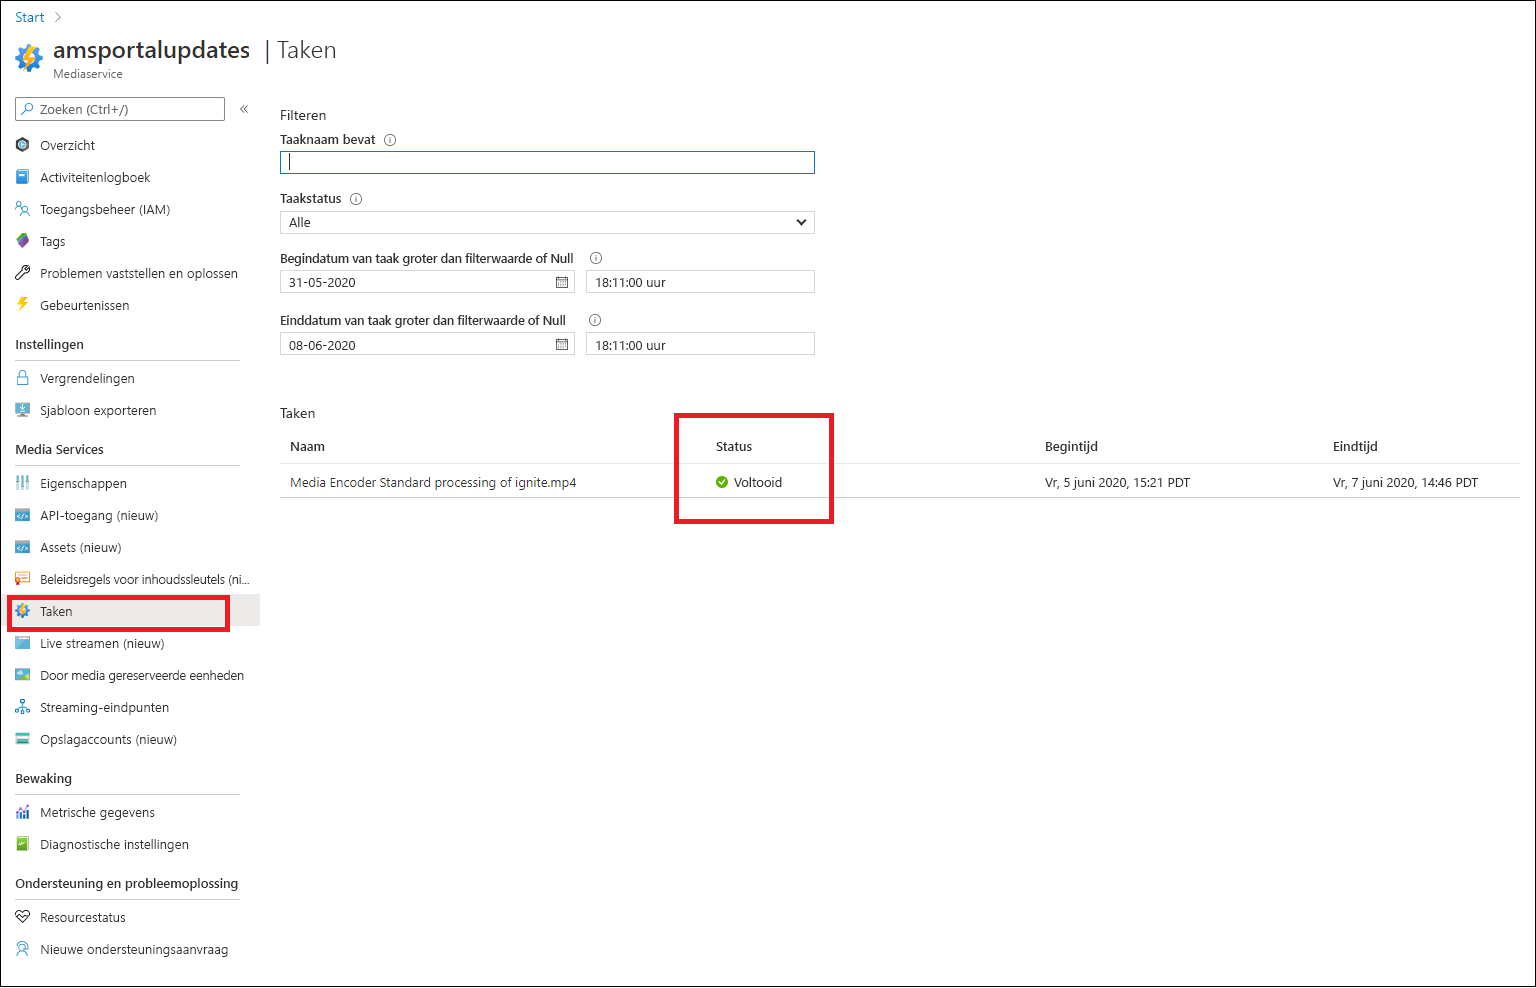 Start
amsportalupdates | Taken
Mediaservice
Zoeken (Ctrl+/)
Overzicht
Activiteitenlogboek
Toegangsbeheer (IAM)
Tags
Problemen vaststellen en oplossen
Gebeurtenissen
Instellingen
Vergrendelingen
Sjabloon exporteren
Media Services
Eigenschappen
API-toegang (nieuw)
Assets (nieuw)
Beleidsregels voor inhoudssleutels (ni...
Taken
Live streamen (nieuw)
Door media gereserveerde eenheden
Streaming-eindpunten
Opslagaccounts (nieuw)
Bewaking
Metrische gegevens
Diagnostische instellingen
Ondersteuning en probleemoplossing
Resourcestatus
Nieuwe ondersteuningsaanvraag
Filteren
Taaknaam bevat
Taakstatus
Alle
Begindatum van taak groter dan filterwaarde of Null
31-05-2020 18:11:00 uur
Einddatum van taak groter dan filterwaarde of Null
08-06-2020 18:11:00 uur
Taken
Naam Status Begintijd Eindtijd
Media Encoder Standard processing of ignite.mp4 Voltooid Vr, 5 juni 2020, 15:21 PDT Vr, 7 juni 2020, 14:46 PDT